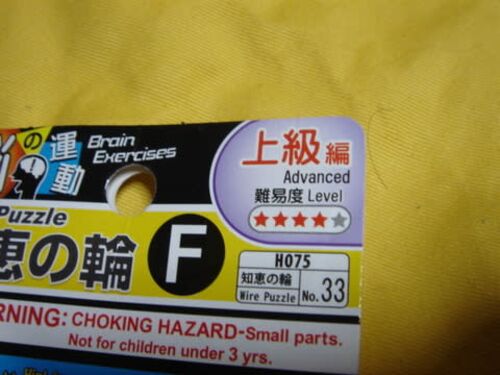 の運動
Brain
Exercises
上級編
Advanced
難易度 Level
Puzzle
恵の輪 F
H075
知恵の輪
Wire Puzzle No.33
RNING: CHOKING HAZARD-Small parts.
Not for children under 3 yrs.